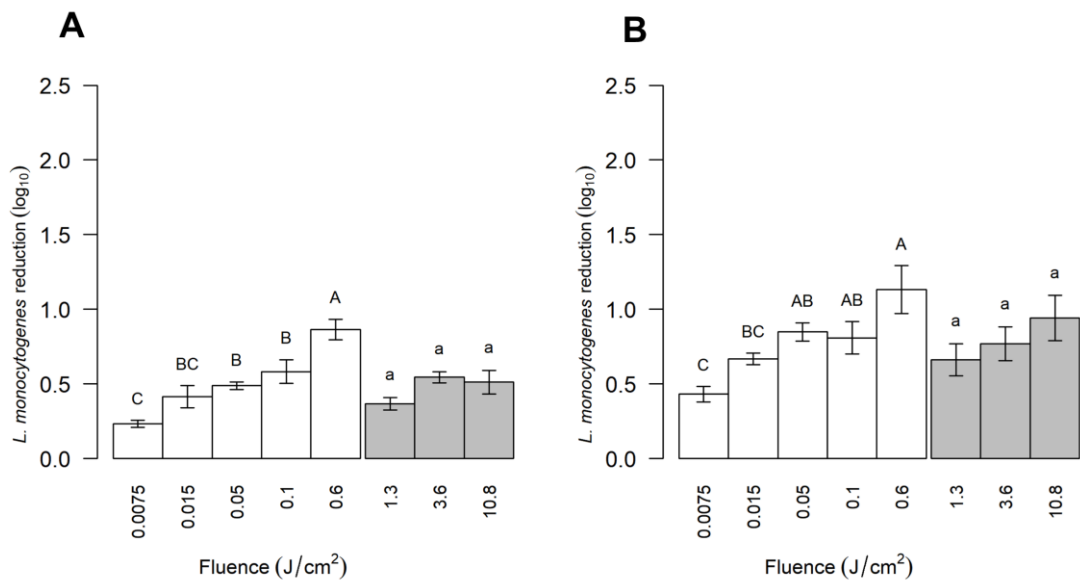 A
L. monocytogenes reduction (log10)
2.5
2.0
1.5
1.0
0.5
0.0
C
BC
B
B
A
a
a
a
0.0075
0.015
0.05
0.1
0.6
1.3
3.6
10.8
Fluence (J/cm2)
B
L. monocytogenes reduction (log10)
2.5
2.0
1.5
1.0
0.5
0.0
C
BC
AB
AB
A
a
a
a
0.0075
0.015
0.05
0.1
0.6
1.3
3.6
10.8
Fluence (J/cm2)